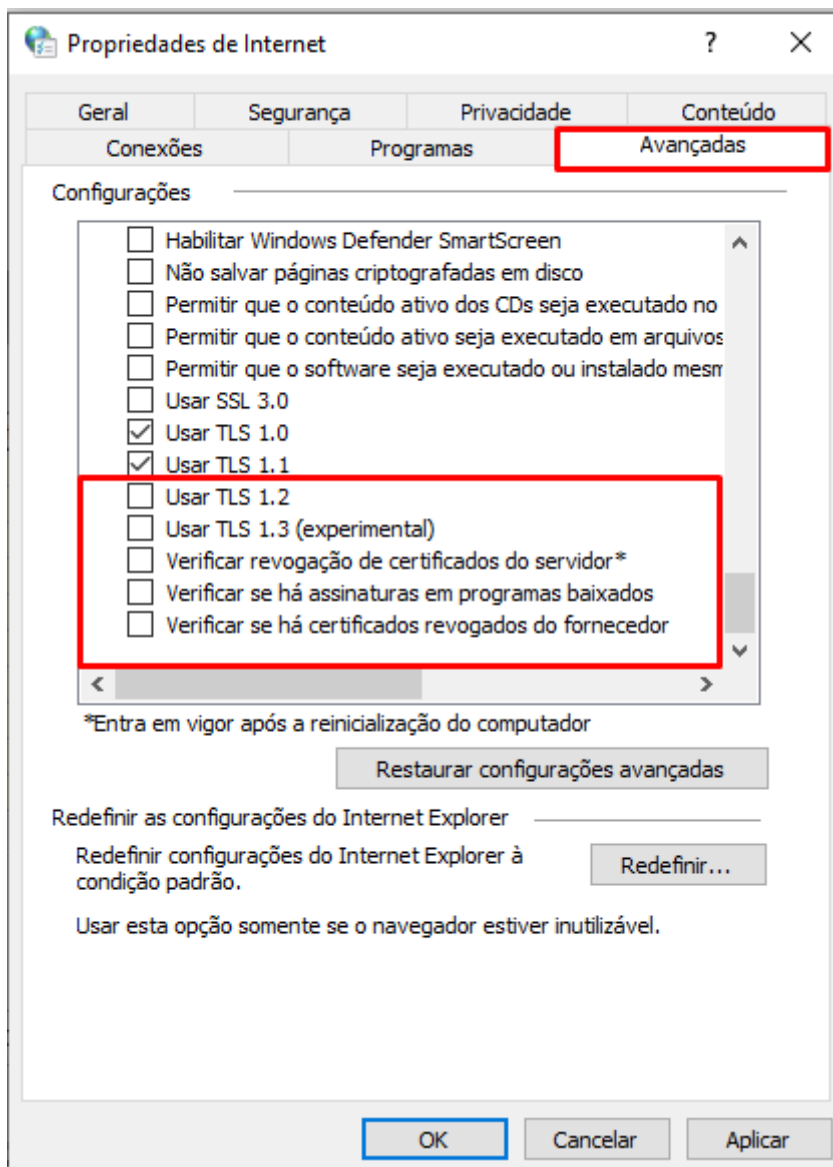 Propriedades de Internet
?
Geral
Segurança
Privacidade
Conteúdo
Conexões
Programas
Avançadas
Configurações
Habilitar Windows Defender SmartScreen
Não salvar páginas criptografadas em disco
Permitir que o conteúdo ativo dos CDs seja executado no
Permitir que o conteúdo ativo seja executado em arquivos
Permitir que o software seja executado ou instalado mesm
Usar SSL 3.0
Usar TLS 1.0
Usar TLS 1.1
Usar TLS 1.2
Usar TLS 1.3 (experimental)
Verificar revogação de certificados do servidor*
Verificar se há assinaturas em programas baixados
Verificar se há certificados revogados do fornecedor
*Entra em vigor após a reinicialização do computador
Restaurar configurações avançadas
Redefinir as configurações do Internet Explorer
Redefinir configurações do Internet Explorer à
condição padrão.
Redefinir...
Usar esta opção somente se o navegador estiver inutilizável.
OK
Cancelar
Aplicar